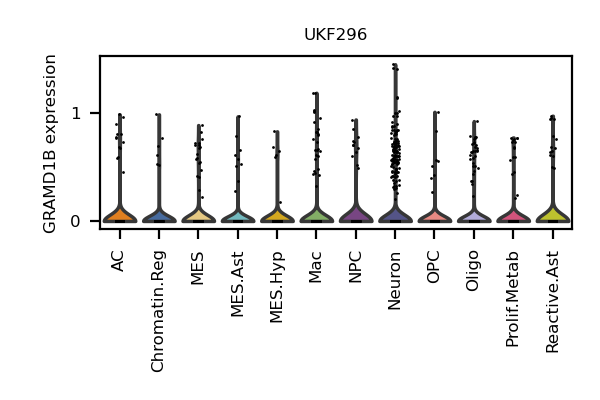 UKF296
GRAMD1B expression
1
0
AC
Chromatin.Reg
MES
MES.Ast
MES.Hyp
Mac
NPC
Neuron
OPC
Oligo
Prolif.Metab
Reactive.Ast